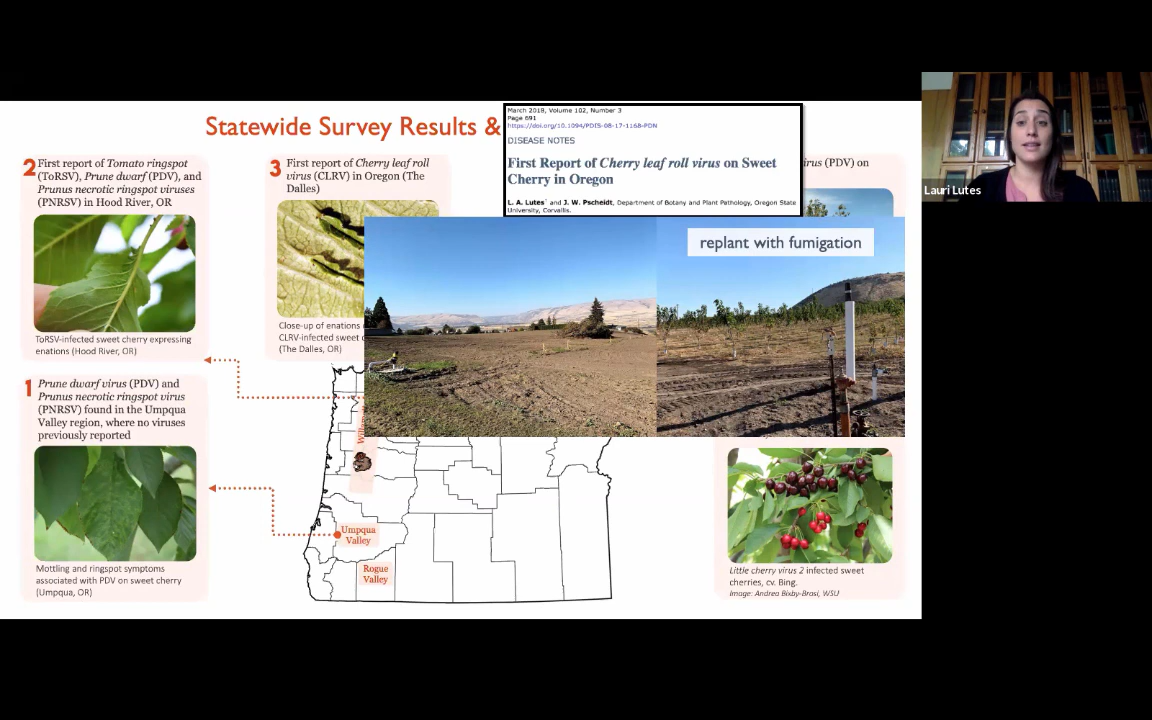 Statewide Survey Results &
March 2018, Volume 102, Number 3
Page 691
https://doi.org/10.1094/PDIS-08-17-1168-PDN
DISEASE NOTES
First Report of Cherry leaf roll virus on Sweet
Cherry in Oregon
L. A. Lutes and J. W. Pscheidt, Department of Botany and Plant Pathology, Oregon State
University, Corvallis.
2 First report of Tomato ringspot
(ToRSV), Prune dwarf (PDV), and
Prunus necrotic ringspot viruses
(PNRSV) in Hood River, OR
ToRSV-infected sweet cherry expressing
enations (Hood River, OR)
3 First report of Cherry leaf roll
virus (CLRV) in Oregon (The
Dalles)
Close-up of enations
CLRV-infected sweet
(The Dalles, OR)
(PDV) on
replant with fumigation
1 Prune dwarf virus (PDV) and
Prunus necrotic ringspot virus
(PNRSV) found in the Umpqua
Valley region, where no viruses
previously reported
Mottling and ringspot symptoms
associated with PDV on sweet cherry
(Umpqua, OR)
Umpqua
Valley
Rogue
Valley
Little cherry virus 2 infected sweet
cherries, cv. Bing.
Image: Andrea Bixby-Brosi, WSU
Lauri Lutes